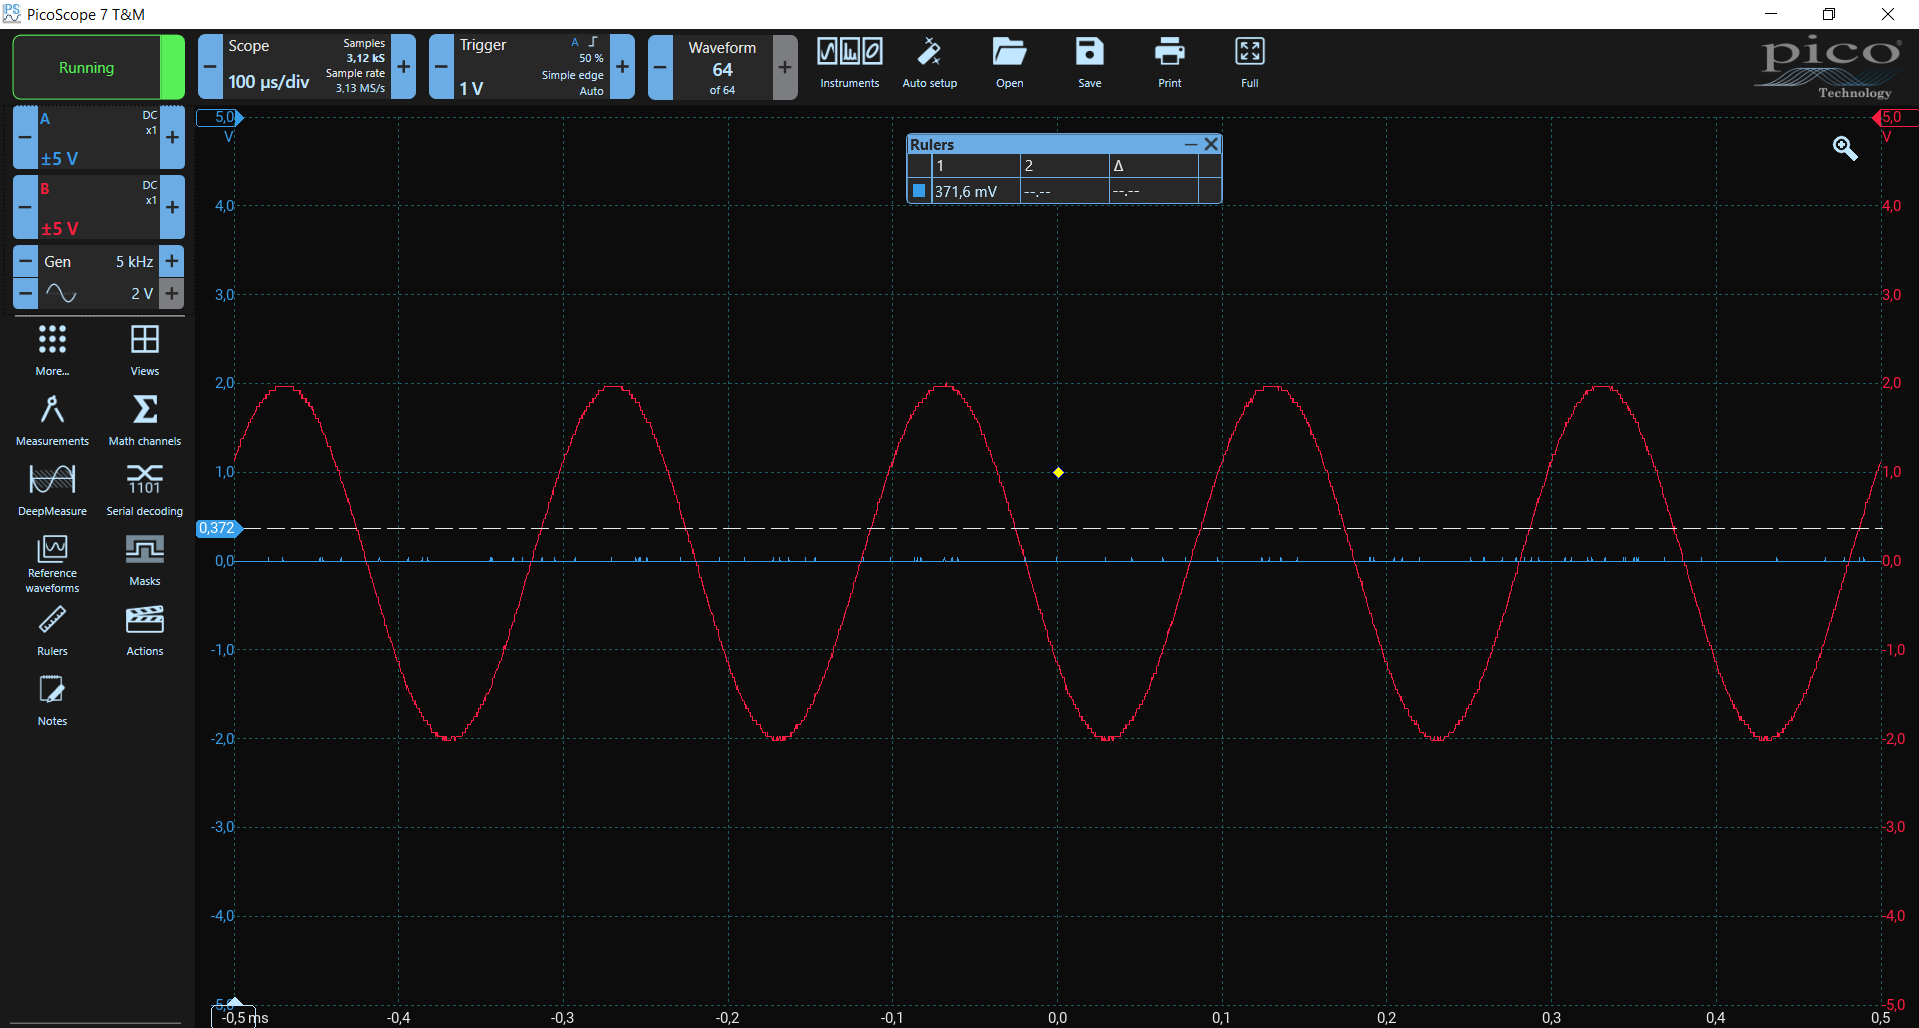 PicoScope 7 T&M
Running
Scope
100 µs/div
Samples
3,12 kS
Sample rate
3,13 MS/s
Trigger
1 V
A
50 %
Simple edge
Auto
Waveform
64
of 64
Instruments
Auto setup
Open
Save
Print
Full
pico
Technology
A
DC
x1
±5 V
B
DC
x1
±5 V
Gen
5 kHz
2 V
More...
Views
Measurements
Math channels
DeepMeasure
1101
Serial decoding
Reference
waveforms
Masks
Rulers
Actions
Notes
5,0
V
4,0
3,0
2,0
1,0
0,372
0,0
-1,0
-2,0
-3,0
-4,0
-5,0
Rulers
1 2 Δ
371,6 mV --.-- --.--
5,0
V
4,0
3,0
2,0
1,0
0,0
-1,0
-2,0
-3,0
-4,0
-5,0
-0,5 ms -0,4 -0,3 -0,2 -0,1 0,0 0,1 0,2 0,3 0,4 0,5